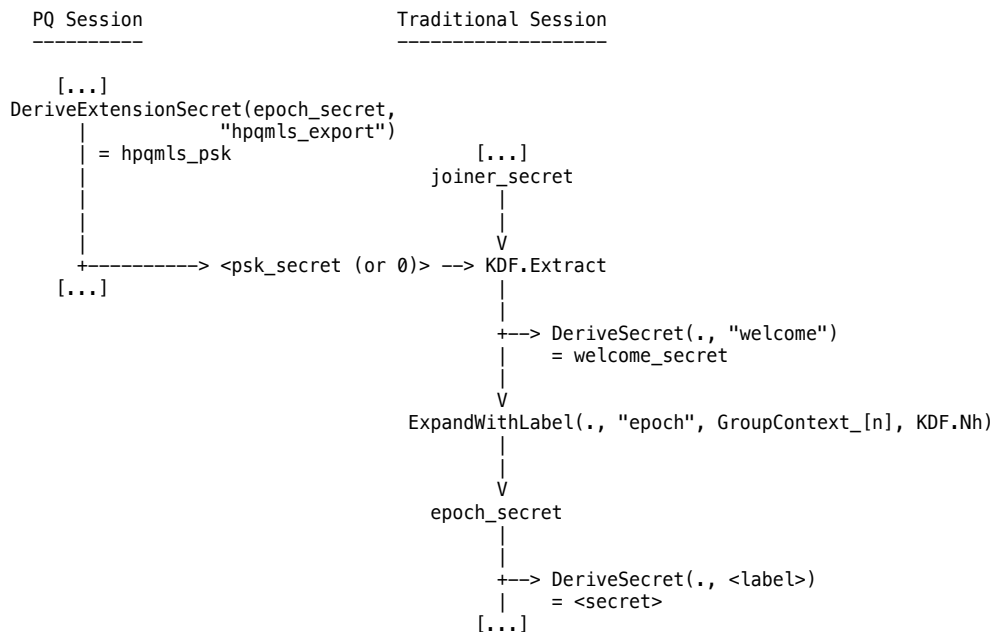 PQ Session                       Traditional Session
----------                       -------------------
[...]
DeriveExtensionSecret(epoch_secret,
|            "hpqmls_export")
| = hpqmls_psk                    [...]
|                             joiner_secret
|                                   |
|                                   |
|                                   V
+----------> <psk_secret (or 0)> --> KDF.Extract
[...]                               |
|
+--> DeriveSecret(., "welcome")
|    = welcome_secret
|
V
ExpandWithLabel(., "epoch", GroupContext_[n], KDF.Nh)
|
|
V
epoch_secret
|
|
+--> DeriveSecret(., <label>)
|    = <secret>
[...]